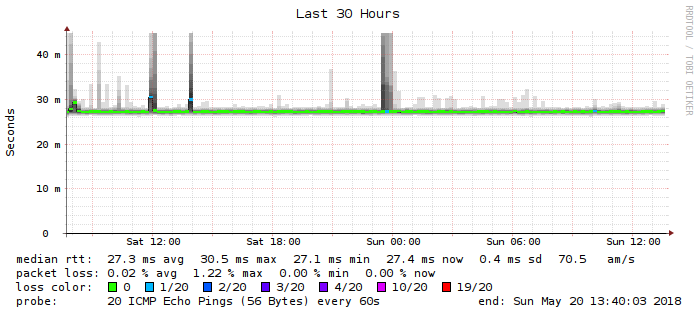 Last 30 Hours
RRDTOOL / TOBI OETIKER
Seconds
40 m
30 m
20 m
10 m
0
Sat 12:00 Sat 18:00 Sun 00:00 Sun 06:00 Sun 12:00
median rtt: 27.3 ms avg 30.5 ms max 27.1 ms min 27.4 ms now 0.4 ms sd 70.5 am/s
packet loss: 0.02 % avg 1.22 % max 0.00 % min 0.00 % now
loss color: 0 1/20 2/20 3/20 4/20 10/20 19/20
probe: 20 ICMP Echo Pings (56 Bytes) every 60s end: Sun May 20 13:40:03 2018